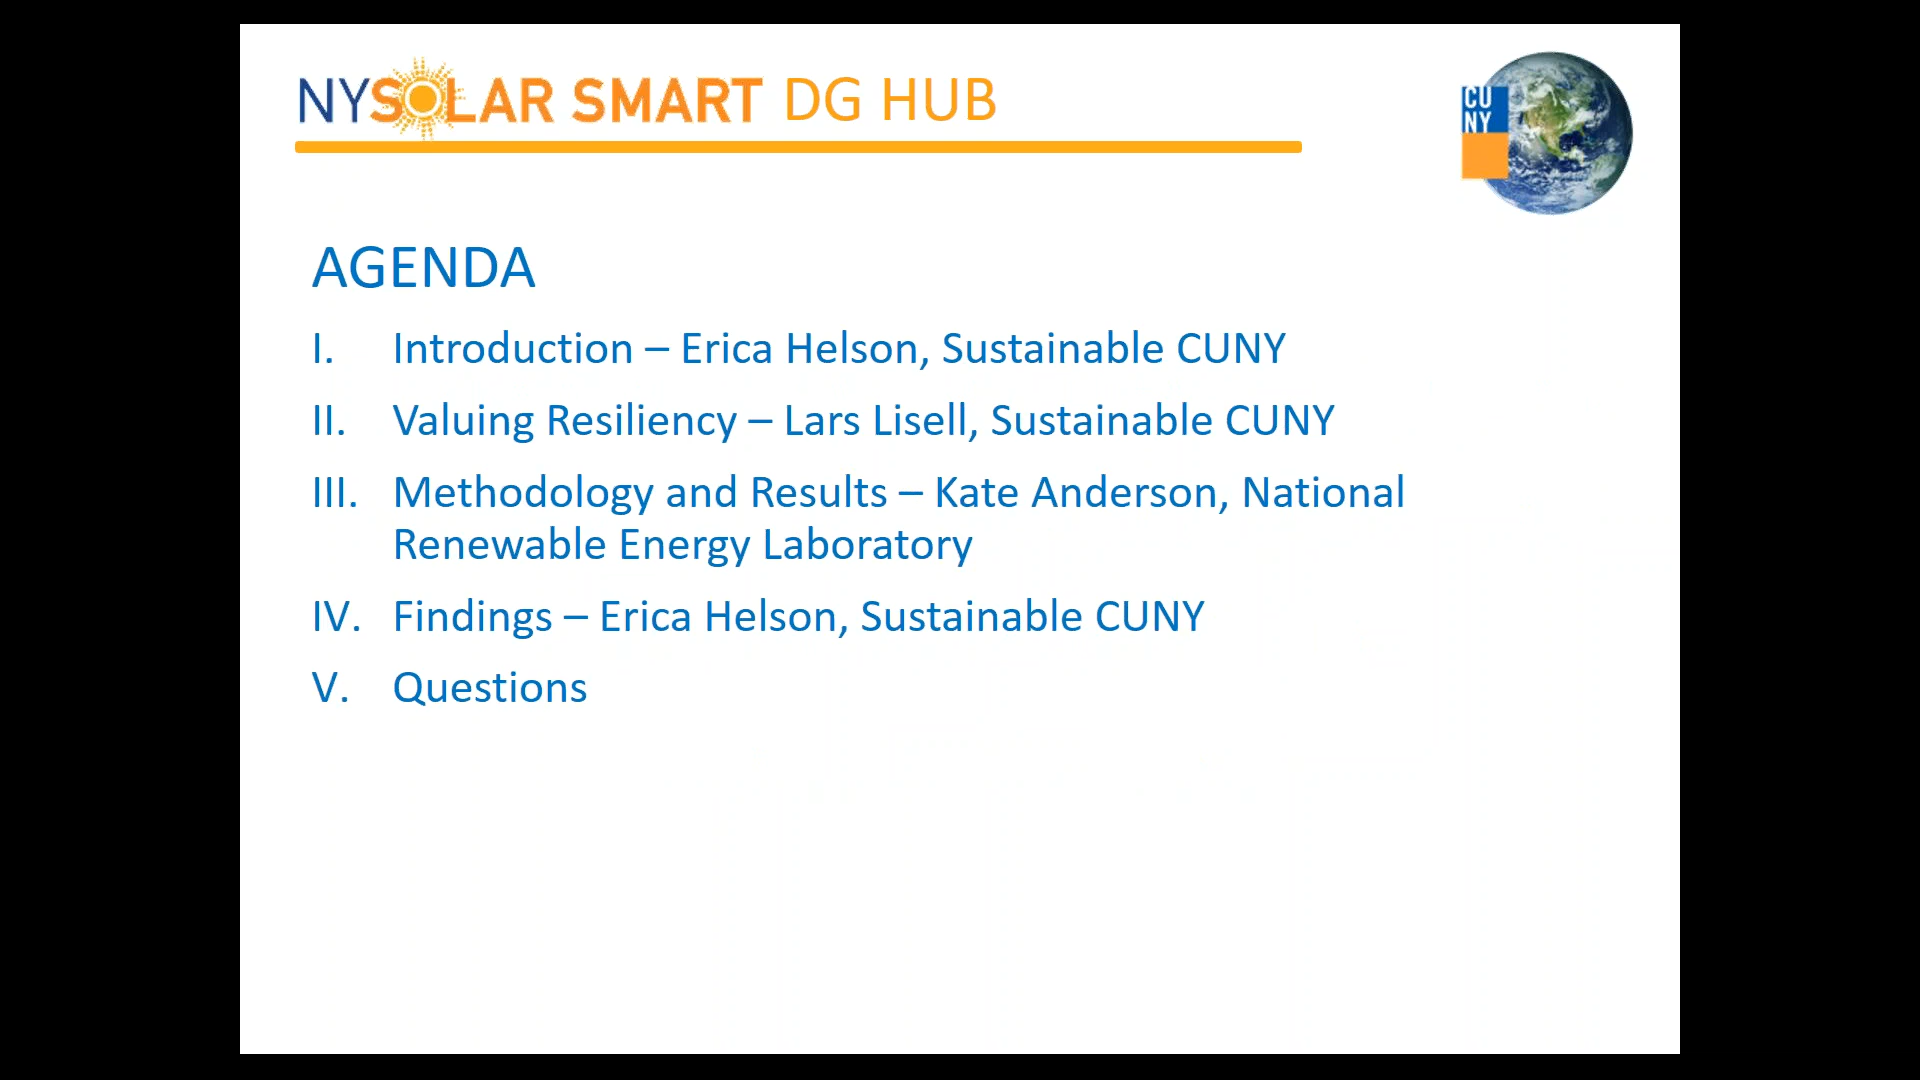 NYSOLAR SMART DG HUB
CU
NY
AGENDA
I. Introduction – Erica Helson, Sustainable CUNY
II. Valuing Resiliency – Lars Lisell, Sustainable CUNY
III. Methodology and Results – Kate Anderson, National
Renewable Energy Laboratory
IV. Findings – Erica Helson, Sustainable CUNY
V. Questions